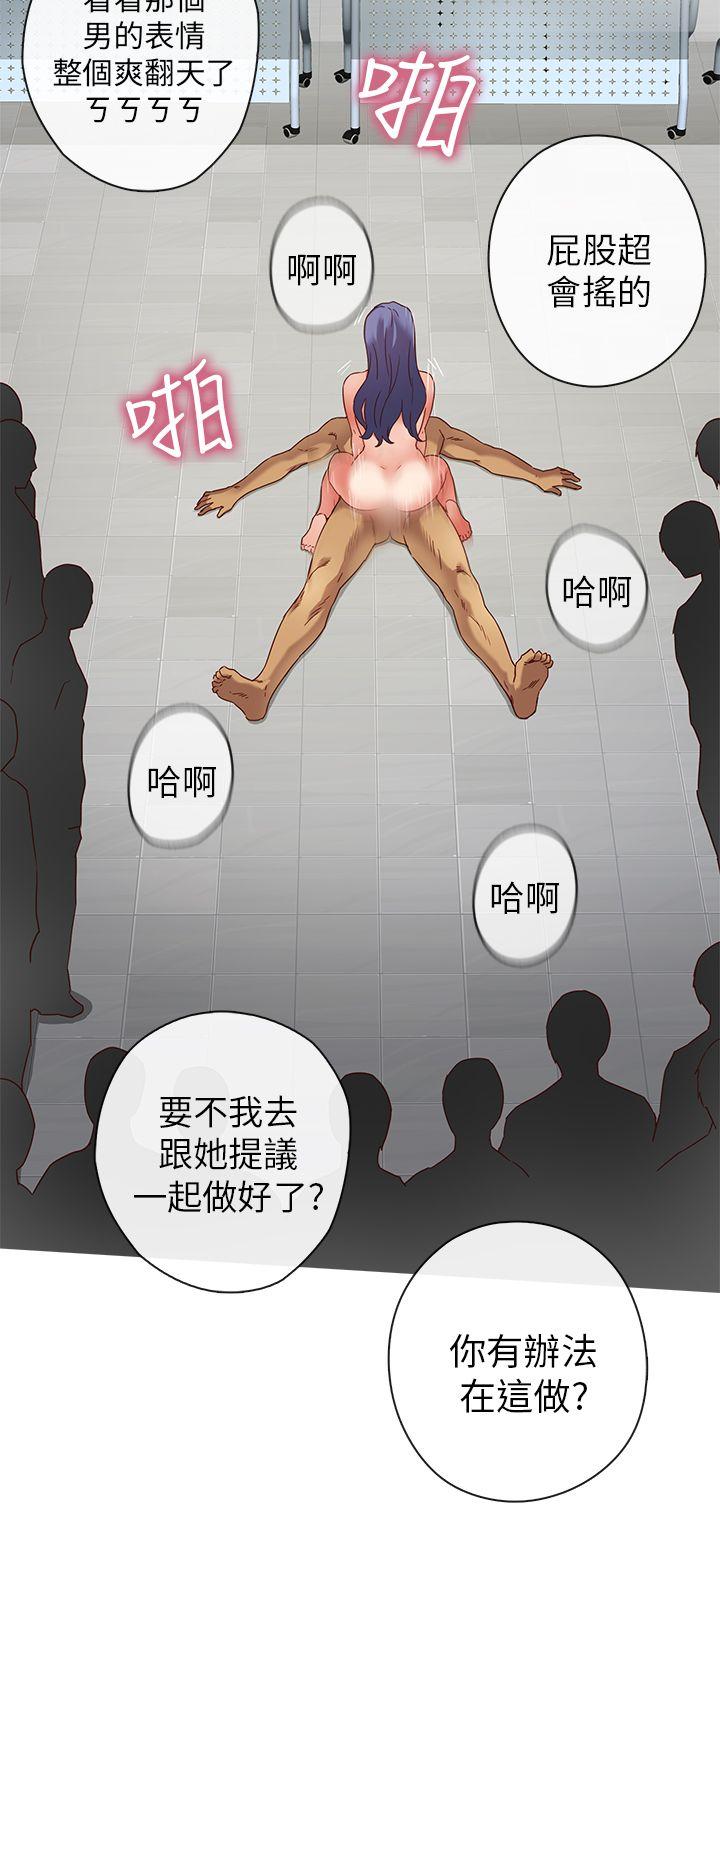 看看那個
男的表情
整個爽翻天了
ㄎㄎㄎㄎ
啪
屁股超
會搖的
啊啊
啪
哈啊
哈啊
哈啊
要不我去
跟她提議
一起做好了?
你有辦法
在這做?